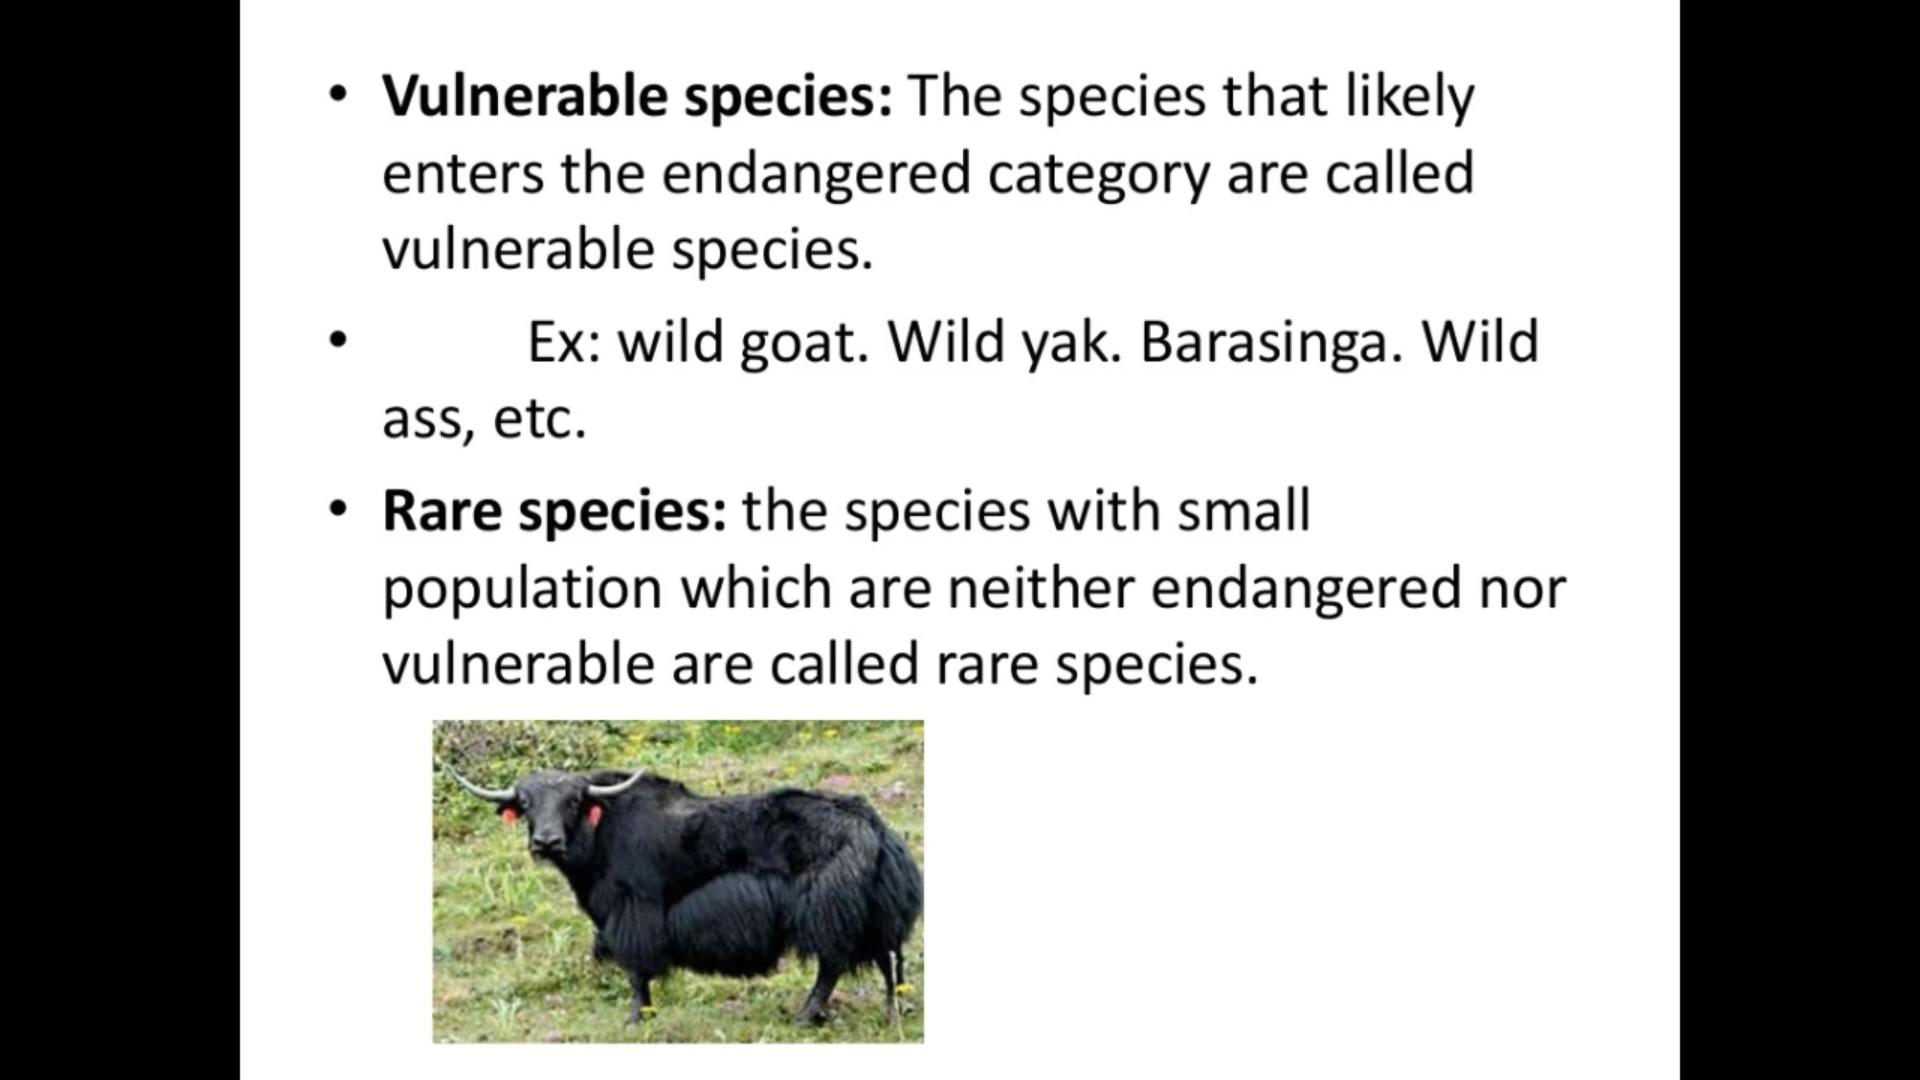 • Vulnerable species: The species that likely
enters the endangered category are called
vulnerable species.
• Ex: wild goat. Wild yak. Barasinga. Wild
ass, etc.
• Rare species: the species with small
population which are neither endangered nor
vulnerable are called rare species.